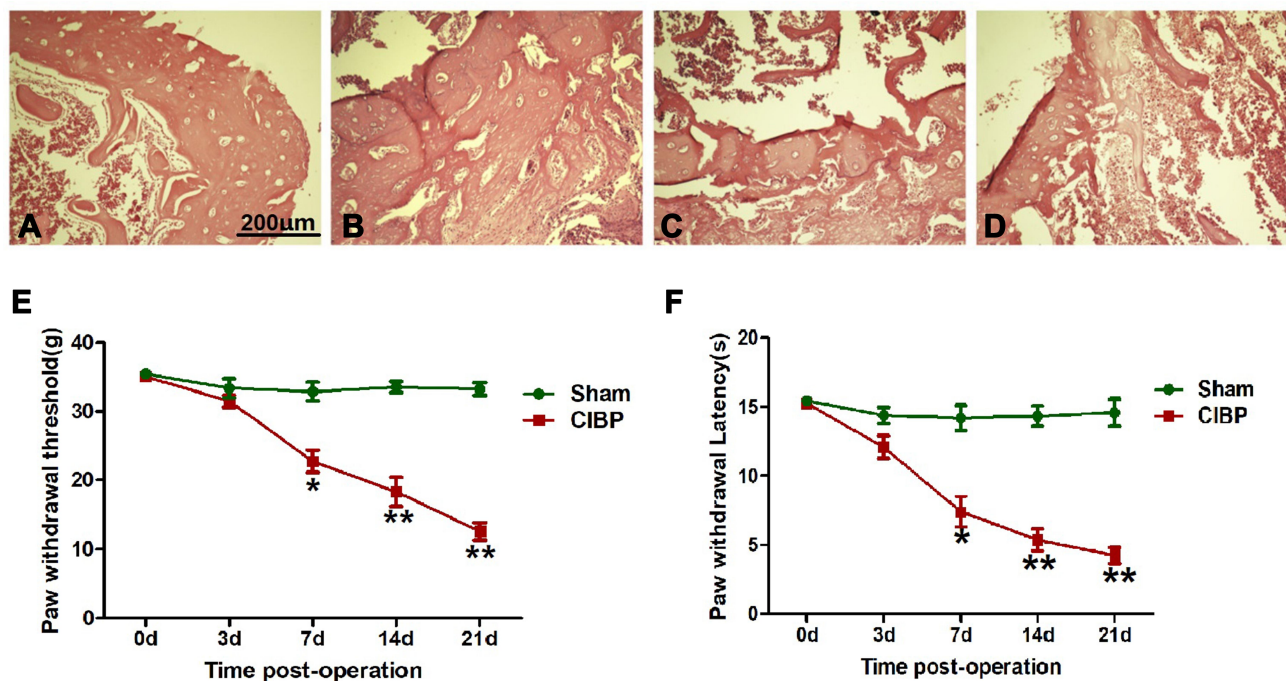 A
200μm
B
C
D
E
Paw withdrawal threshold(g)
40
30
20
10
0
0d 3d 7d 14d 21d
Time post-operation
Sham
CIBP
*
**
**
F
Paw withdrawal Latency(s)
20
15
10
5
0
0d 3d 7d 14d 21d
Time post-operation
Sham
CIBP
*
**
**